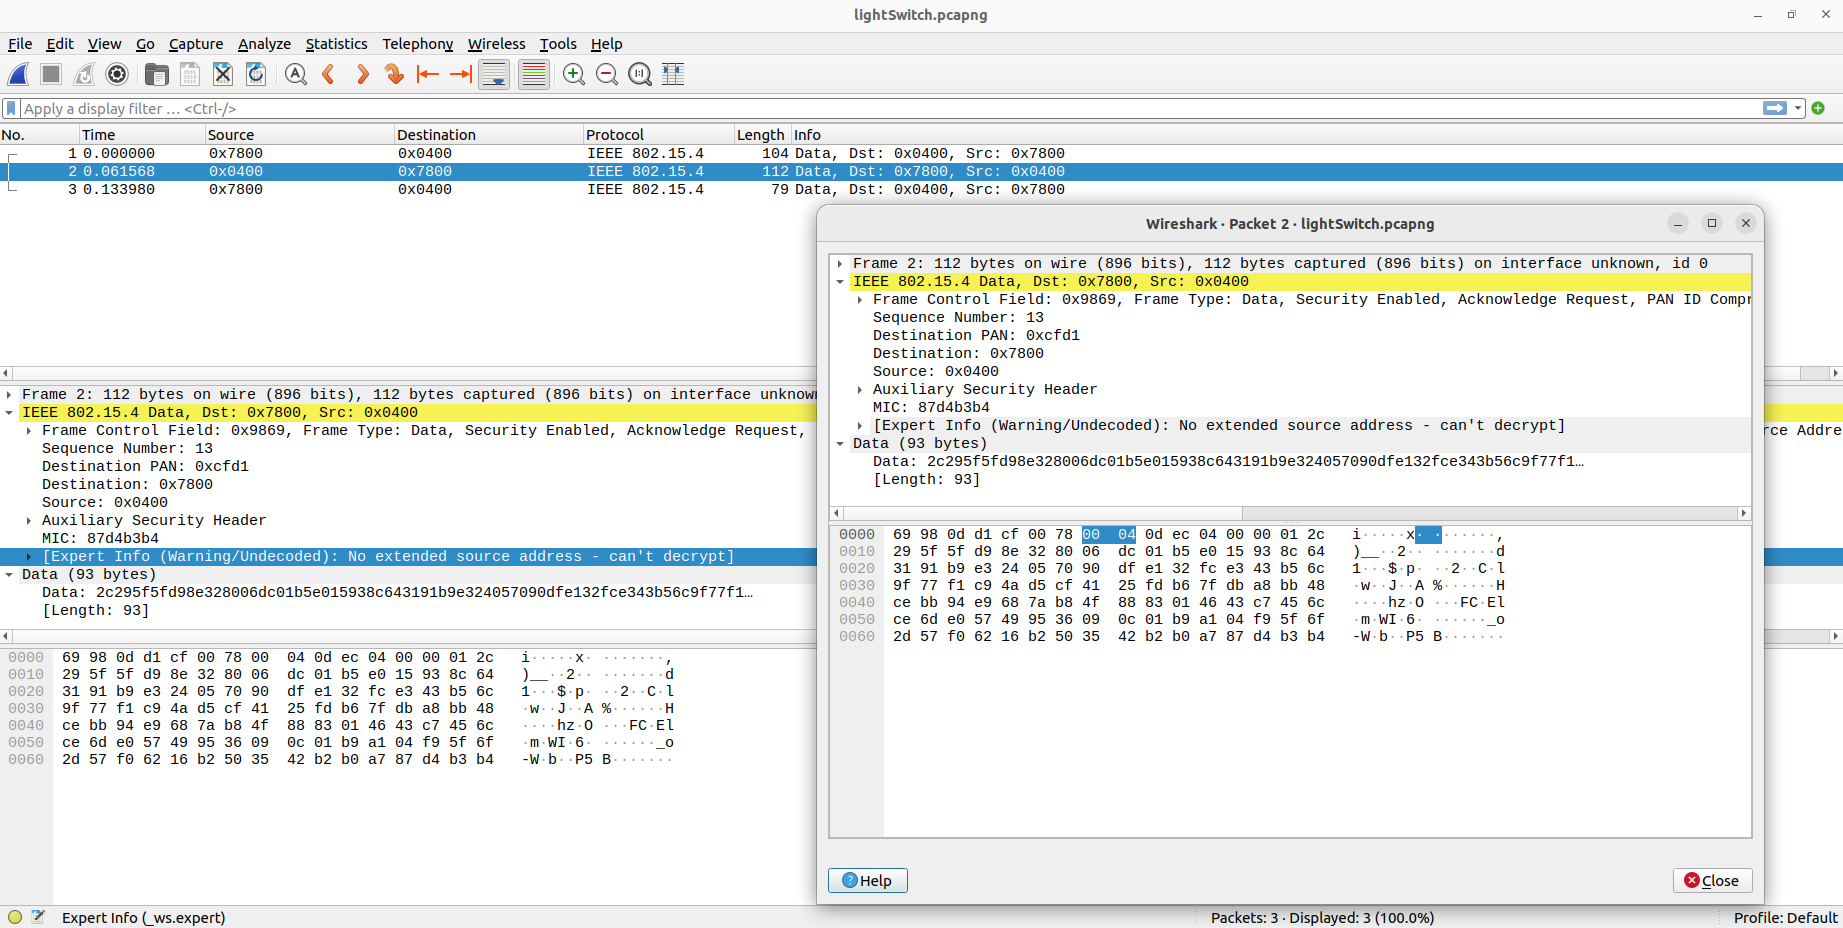 lightSwitch.pcapng
File Edit View Go Capture Analyze Statistics Telephony Wireless Tools Help
Apply a display filter … <Ctrl-/>
No. Time Source Destination Protocol Length Info
1 0.000000 0x7800 0x0400 IEEE 802.15.4 104 Data, Dst: 0x0400, Src: 0x7800
2 0.061568 0x0400 0x7800 IEEE 802.15.4 112 Data, Dst: 0x7800, Src: 0x0400
3 0.133980 0x7800 0x0400 IEEE 802.15.4 79 Data, Dst: 0x0400, Src: 0x7800
Frame 2: 112 bytes on wire (896 bits), 112 bytes captured (896 bits) on interface unknown
IEEE 802.15.4 Data, Dst: 0x7800, Src: 0x0400
Frame Control Field: 0x9869, Frame Type: Data, Security Enabled, Acknowledge Request, rce Addre
Sequence Number: 13
Destination PAN: 0xcfd1
Destination: 0x7800
Source: 0x0400
Auxiliary Security Header
MIC: 87d4b3b4
[Expert Info (Warning/Undecoded): No extended source address - can't decrypt]
Data (93 bytes)
Data: 2c295f5fd98e328006dc01b5e015938c643191b9e324057090dfe132fce343b56c9f77f1…
[Length: 93]
0000 69 98 0d d1 cf 00 78 00 04 0d ec 04 00 00 01 2c i·····x· ·······,
0010 29 5f 5f d9 8e 32 80 06 dc 01 b5 e0 15 93 8c 64 )__··2·· ·······d
0020 31 91 b9 e3 24 05 70 90 df e1 32 fc e3 43 b5 6c 1···$·p· ··2··C·l
0030 9f 77 f1 c9 4a d5 cf 41 25 fd b6 7f db a8 bb 48 ·w··J··A %······H
0040 ce bb 94 e9 68 7a b8 4f 88 83 01 46 43 c7 45 6c ····hz·O ···FC·El
0050 ce 6d e0 57 49 95 36 09 0c 01 b9 a1 04 f9 5f 6f ·m·WI·6· ······_o
0060 2d 57 f0 62 16 b2 50 35 42 b2 b0 a7 87 d4 b3 b4 -W·b··P5 B·······
Wireshark · Packet 2 · lightSwitch.pcapng
Frame 2: 112 bytes on wire (896 bits), 112 bytes captured (896 bits) on interface unknown, id 0
IEEE 802.15.4 Data, Dst: 0x7800, Src: 0x0400
Frame Control Field: 0x9869, Frame Type: Data, Security Enabled, Acknowledge Request, PAN ID Compr
Sequence Number: 13
Destination PAN: 0xcfd1
Destination: 0x7800
Source: 0x0400
Auxiliary Security Header
MIC: 87d4b3b4
[Expert Info (Warning/Undecoded): No extended source address - can't decrypt]
Data (93 bytes)
Data: 2c295f5fd98e328006dc01b5e015938c643191b9e324057090dfe132fce343b56c9f77f1…
[Length: 93]
0000 69 98 0d d1 cf 00 78 00 04 0d ec 04 00 00 01 2c i·····x· ·······,
0010 29 5f 5f d9 8e 32 80 06 dc 01 b5 e0 15 93 8c 64 )__··2·· ·······d
0020 31 91 b9 e3 24 05 70 90 df e1 32 fc e3 43 b5 6c 1···$·p· ··2··C·l
0030 9f 77 f1 c9 4a d5 cf 41 25 fd b6 7f db a8 bb 48 ·w··J··A %······H
0040 ce bb 94 e9 68 7a b8 4f 88 83 01 46 43 c7 45 6c ····hz·O ···FC·El
0050 ce 6d e0 57 49 95 36 09 0c 01 b9 a1 04 f9 5f 6f ·m·WI·6· ······_o
0060 2d 57 f0 62 16 b2 50 35 42 b2 b0 a7 87 d4 b3 b4 -W·b··P5 B·······
Help Close
Expert Info (_ws.expert) Packets: 3 · Displayed: 3 (100.0%) Profile: Default